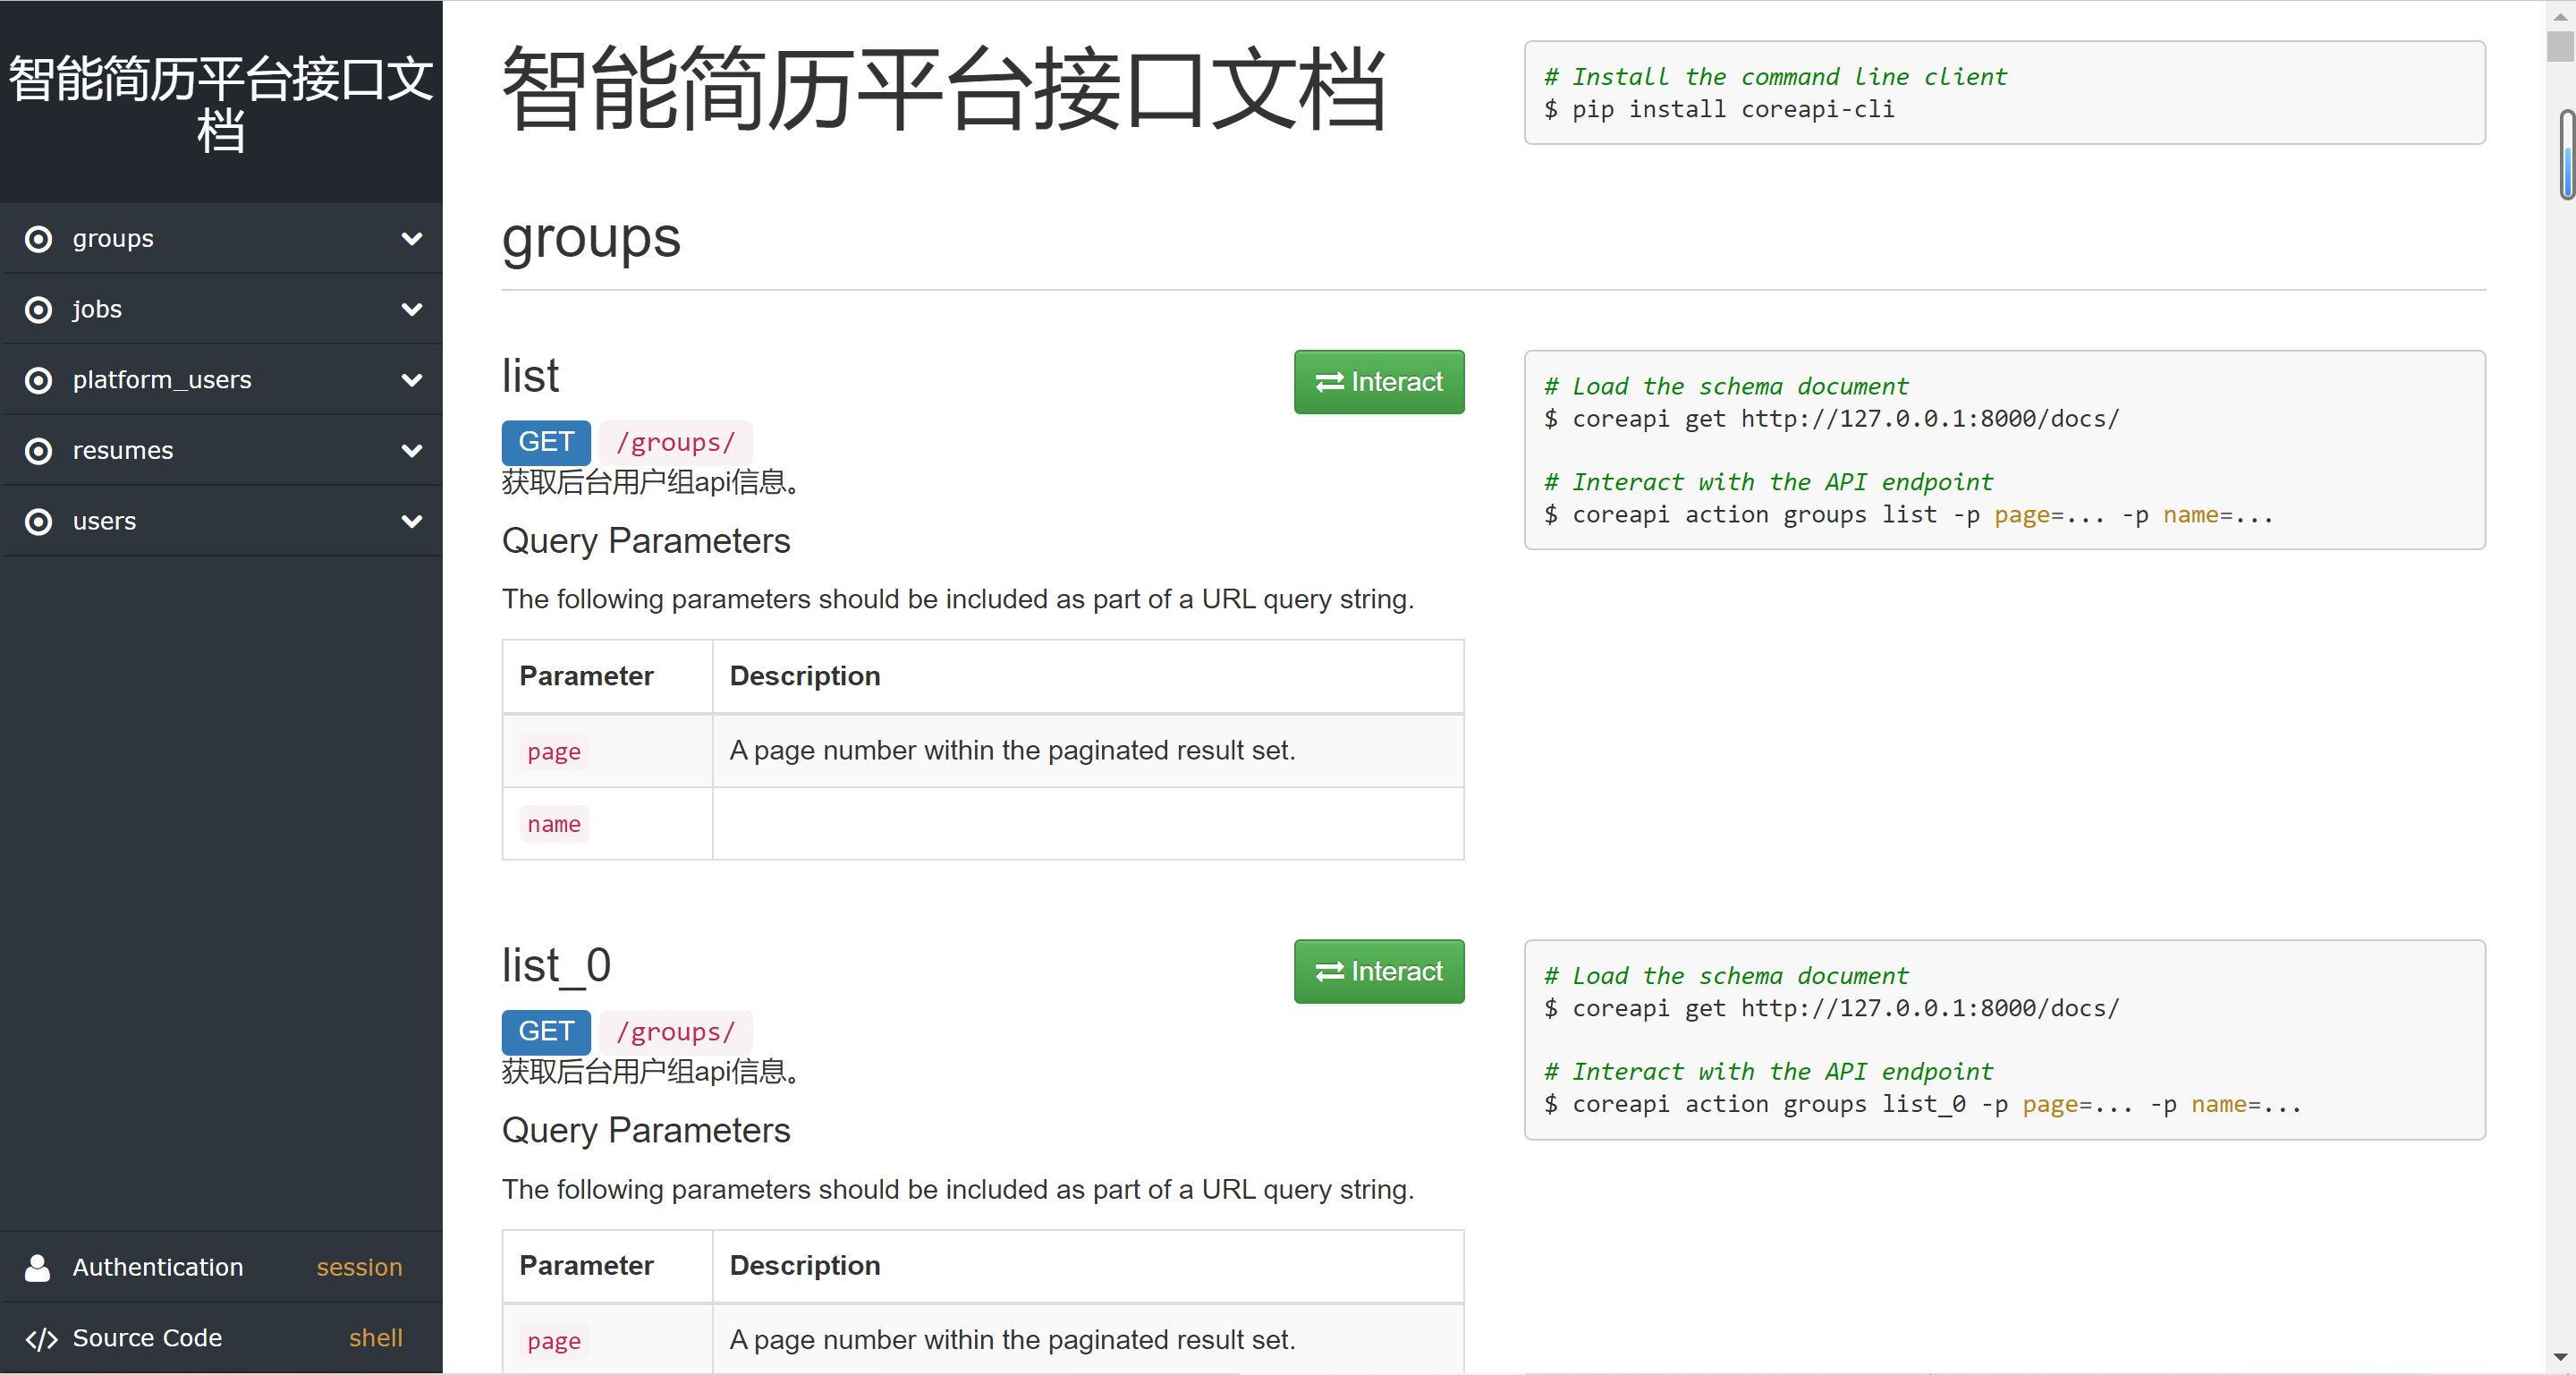 智能简历平台接口文
档
groups
jobs
platform_users
resumes
users
Authentication session
Source Code shell
智能简历平台接口文档
# Install the command line client
$ pip install coreapi-cli
groups
list
Interact
GET /groups/
获取后台用户组api信息。
Query Parameters
The following parameters should be included as part of a URL query string.
Parameter Description
page A page number within the paginated result set.
name
# Load the schema document
$ coreapi get http://127.0.0.1:8000/docs/
# Interact with the API endpoint
$ coreapi action groups list -p page=... -p name=...
list_0
Interact
GET /groups/
获取后台用户组api信息。
Query Parameters
The following parameters should be included as part of a URL query string.
Parameter Description
page A page number within the paginated result set.
# Load the schema document
$ coreapi get http://127.0.0.1:8000/docs/
# Interact with the API endpoint
$ coreapi action groups list_0 -p page=... -p name=...